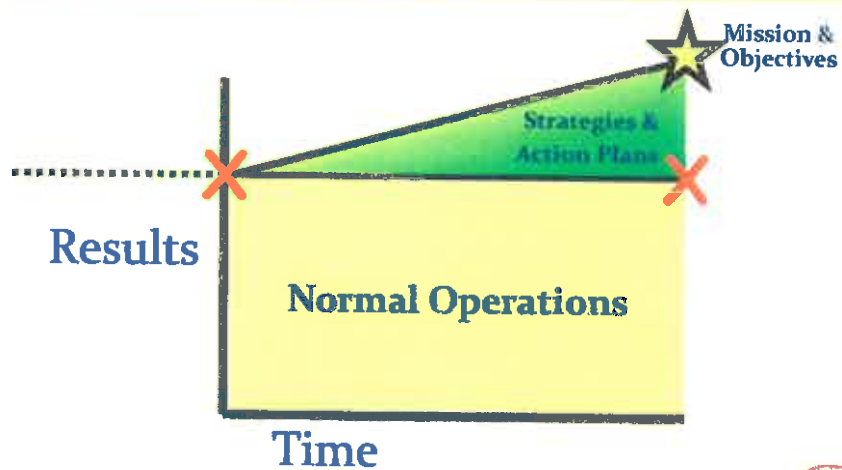 Mission &
Objectives
Strategies &
Action Plans
Results
Normal Operations
Time